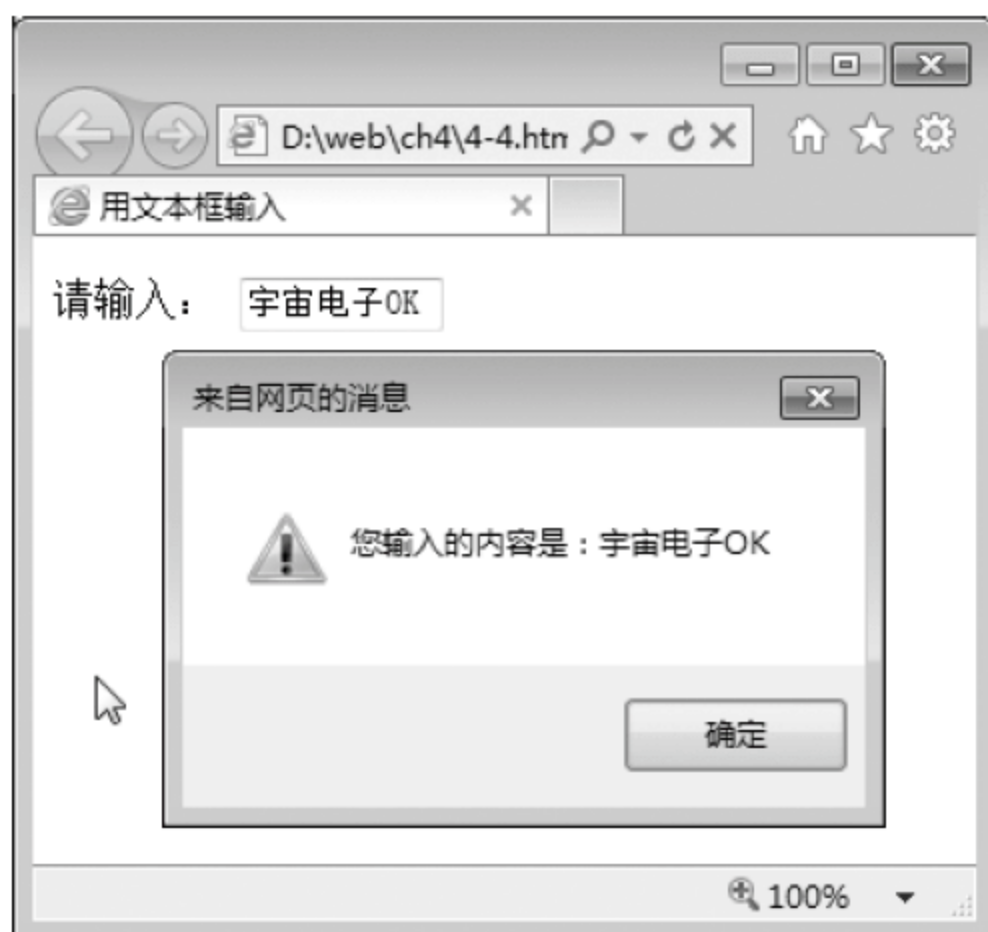 D:\web\ch4\4-4.htm
用文本框输入
请输入： 宇宙电子OK
来自网页的消息
您输入的内容是：宇宙电子OK
确定
100%